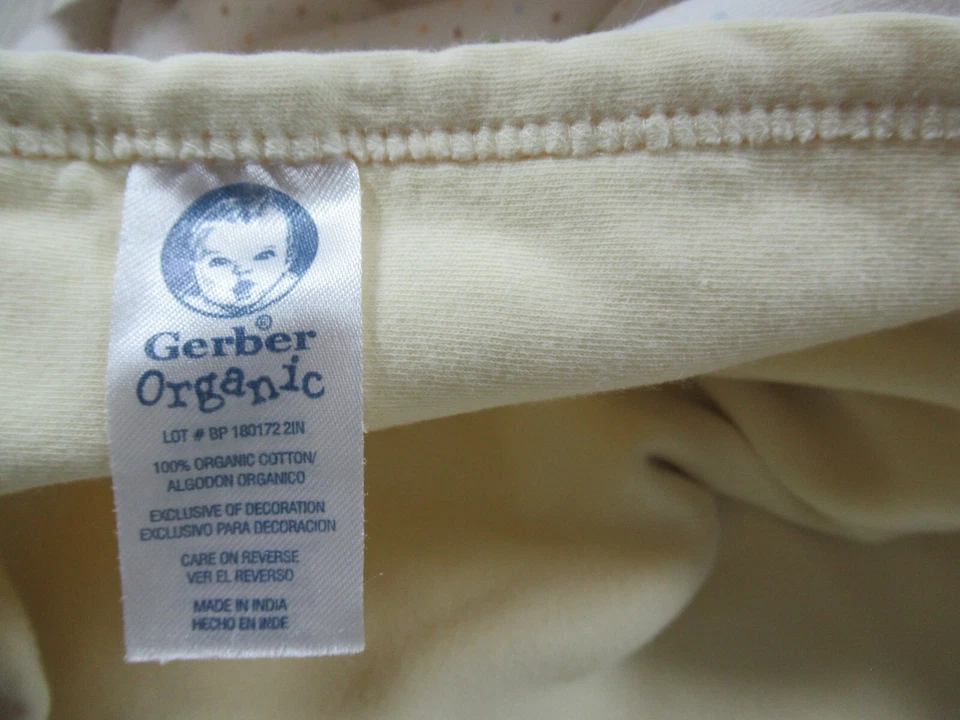 Gerber®
Organic
LOT # BP 180172 2IN
100% ORGANIC COTTON/
ALGODON ORGANICO
EXCLUSIVE OF DECORATION
EXCLUSIVO PARA DECORACION
CARE ON REVERSE
VER EL REVERSO
MADE IN INDIA
HECHO EN INDE